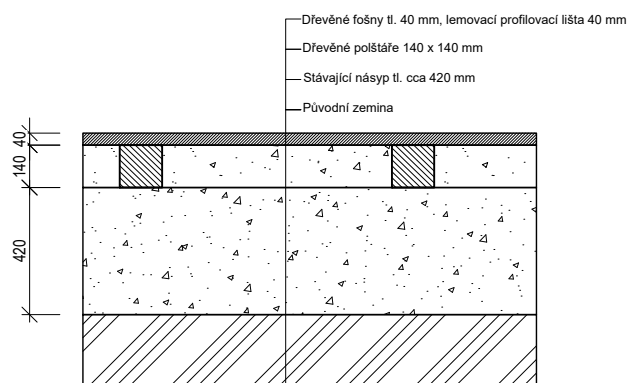 Dřevěné fošny tl. 40 mm, lemovací profilovací lišta 40 mm
Dřevěné polštáře 140 x 140 mm
Stávající násyp tl. cca 420 mm
Původní zemina
40
140
420